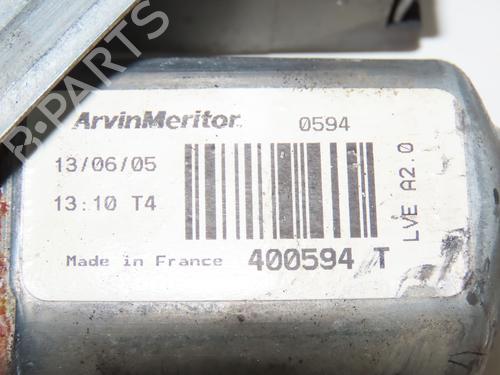 ArvinMeritor 0594
13/06/05
13:10 T4
LVE A2.0
Made in France 400594 T
B-PARTS